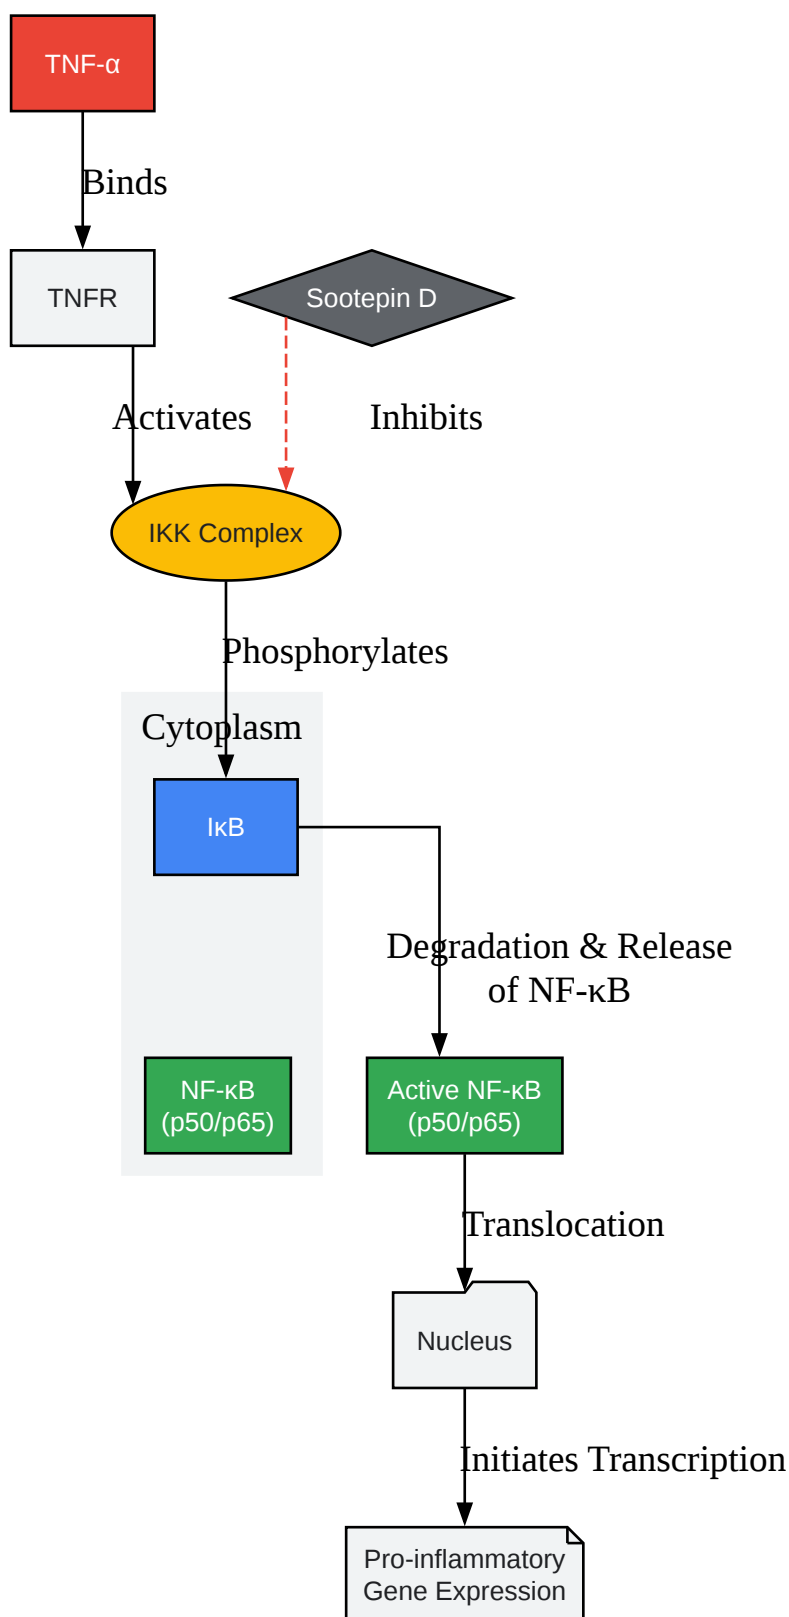 TNF-α
Binds
TNFR
Sootepin D
Activates
Inhibits
IKK Complex
Phosphorylates
Cytoplasm
IκB
Degradation & Release
of NF-κB
NF-κB
(p50/p65)
Active NF-κB
(p50/p65)
Translocation
Nucleus
Initiates Transcription
Pro-inflammatory
Gene Expression